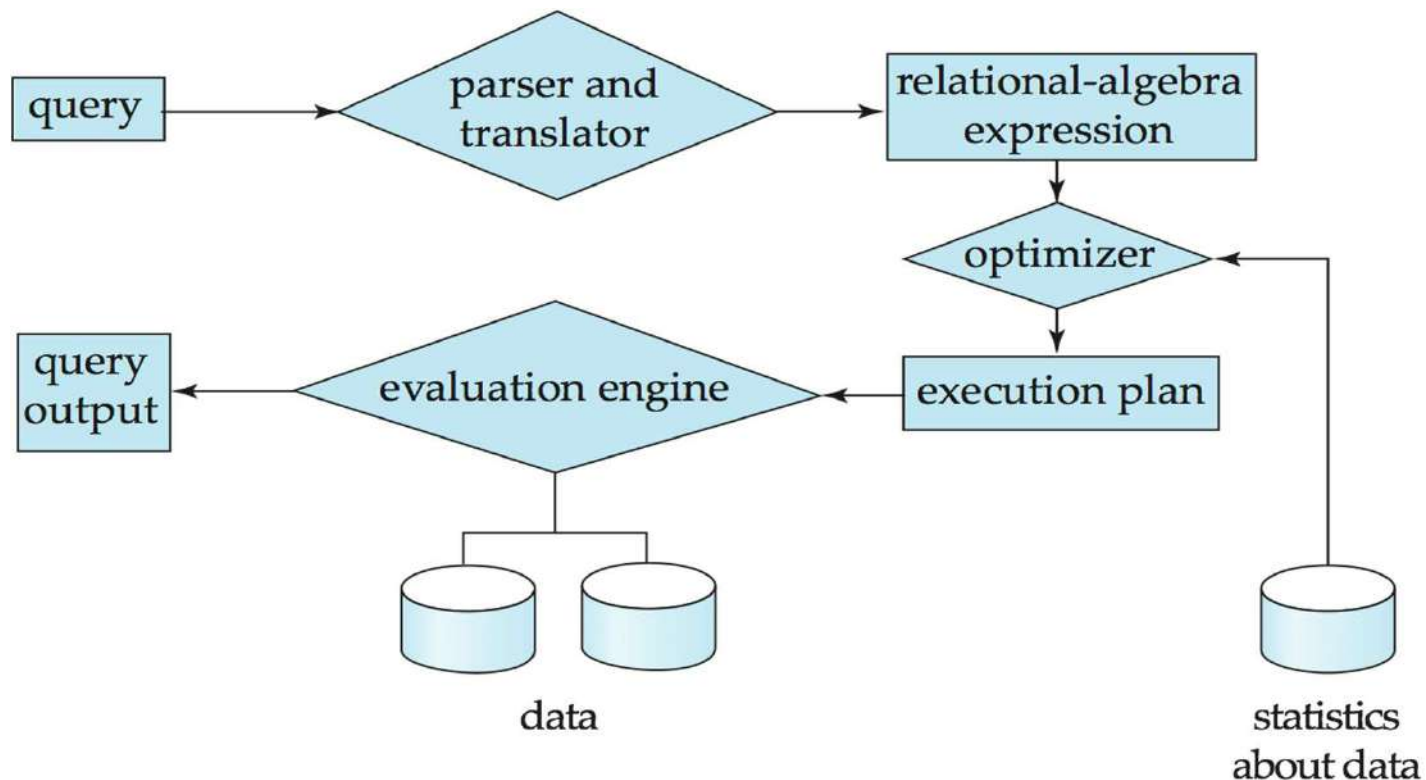 query
parser and
translator
relational-algebra
expression
optimizer
query
output
evaluation engine
execution plan
data
statistics
about data